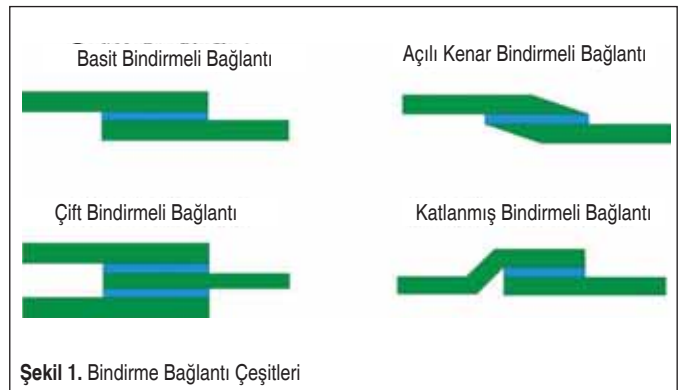 Basit Bindirmeli Bağlantı
Açılı Kenar Bindirmeli Bağlantı
Çift Bindirmeli Bağlantı
Katlanmış Bindirmeli Bağlantı
Şekil 1. Bindirme Bağlantı Çeşitleri